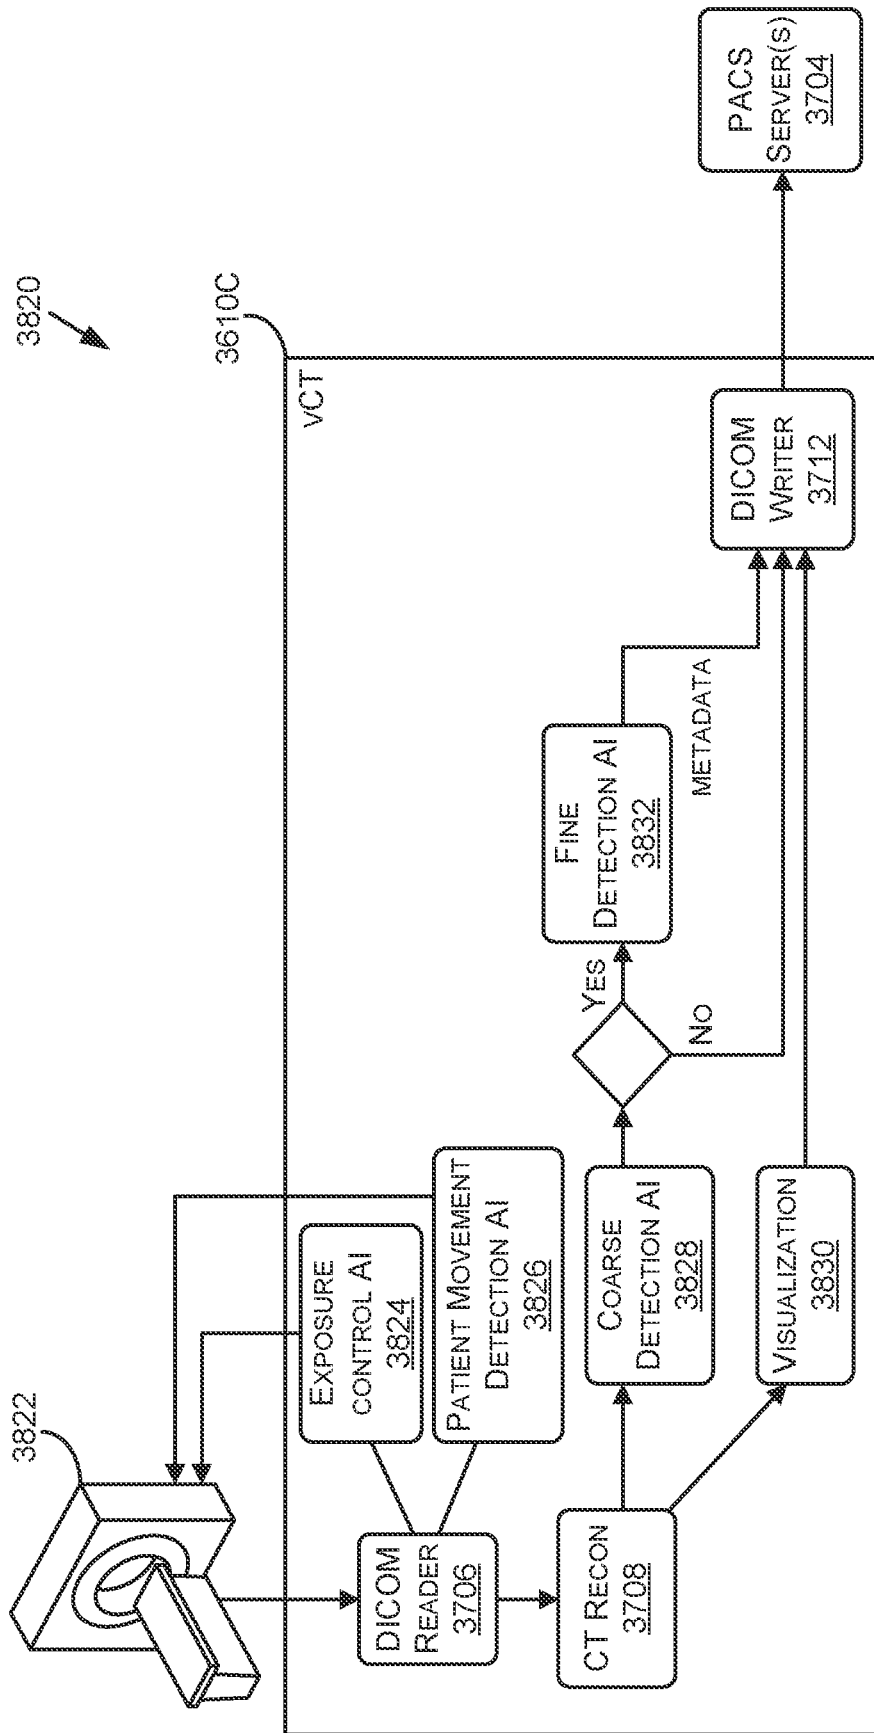 3820
3822
3610C
vCT
EXPOSURE
CONTROL AI
3824
PATIENT MOVEMENT
DETECTION AI
3826
DICOM
READER
3706
CT RECON
3708
COARSE
DETECTION AI
3828
VISUALIZATION
3830
YES
NO
FINE
DETECTION AI
3832
METADATA
DICOM
WRITER
3712
PACS
SERVER(S)
3704